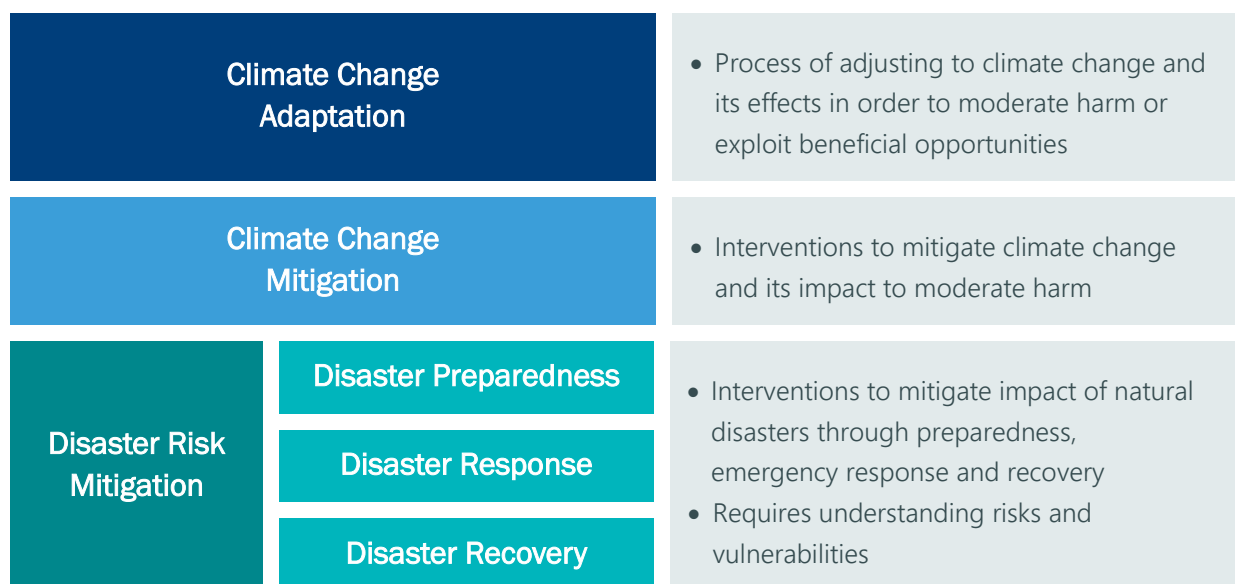 Climate Change
Adaptation
• Process of adjusting to climate change and
its effects in order to moderate harm or
exploit beneficial opportunities
Climate Change
Mitigation
• Interventions to mitigate climate change
and its impact to moderate harm
Disaster Risk
Mitigation
Disaster Preparedness
Disaster Response
Disaster Recovery
• Interventions to mitigate impact of natural
disasters through preparedness,
emergency response and recovery
• Requires understanding risks and
vulnerabilities